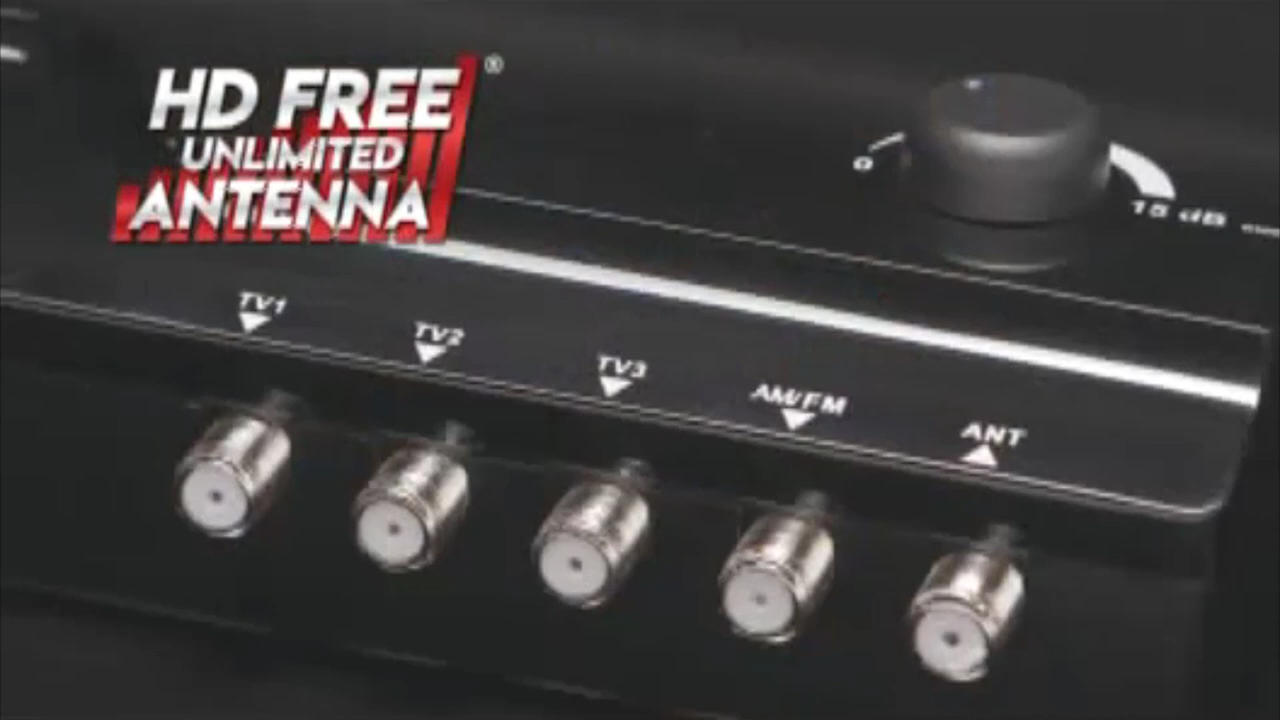 HD FREE ®
UNLIMITED
ANTENNA
0
15 dB
TV1
TV2
TV3
AM/FM
ANT